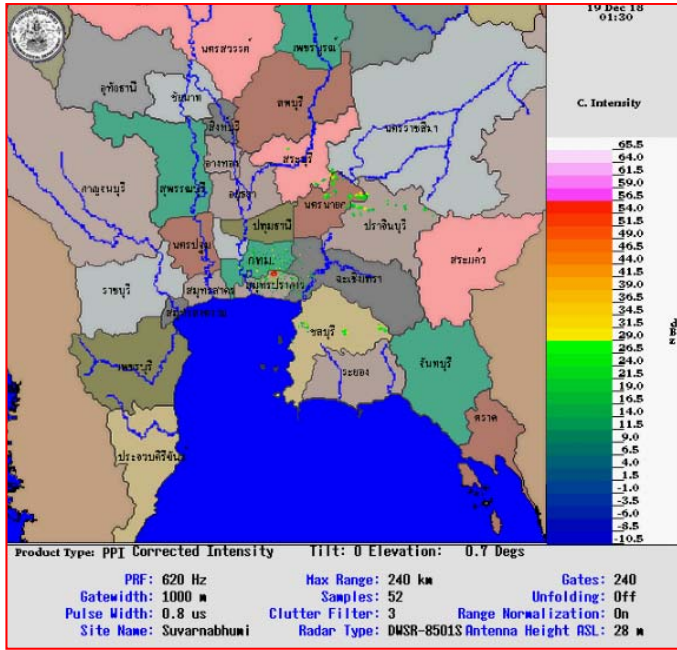 19 Dec 18
01:30
C. Intensity
นครสวรรค์
เพชรบูรณ์
อุทัยธานี
ชัยนาท
ลพบุรี
สิงห์บุรี
นครราชสีมา
อ่างทอง
สระบุรี
กาญจนบุรี
สุพรรณบุรี
อยุธยา
นครนายก
ปราจีนบุรี
ปทุมธานี
นครปฐม
กทม.
สระแก้ว
ราชบุรี
สมุทรสาคร
สมุทรปราการ
ฉะเชิงเทรา
ชลบุรี
เพชรบุรี
ระยอง
จันทบุรี
ตราด
ประจวบคีรีขัน
65.5
64.0
61.5
59.0
56.5
54.0
51.5
49.0
46.5
44.0
41.5
39.0
36.5
34.0
31.5
29.0
26.5
24.0
21.5
19.0
16.5
14.0
11.5
9.0
6.5
4.0
1.5
-1.0
-3.5
-6.0
-8.5
-10.5
Product Type: PPI Corrected Intensity Tilt: 0 Elevation: 0.7 Degs
PRF: 620 Hz Max Range: 240 km Gates: 240
Gatewidth: 1000 m Samples: 52 Unfolding: Off
Pulse Width: 0.8 us Clutter Filter: 3 Range Normalization: On
Site Name: Suvarnabhumi Radar Type: DWSR-8501S Antenna Height ASL: 28 m